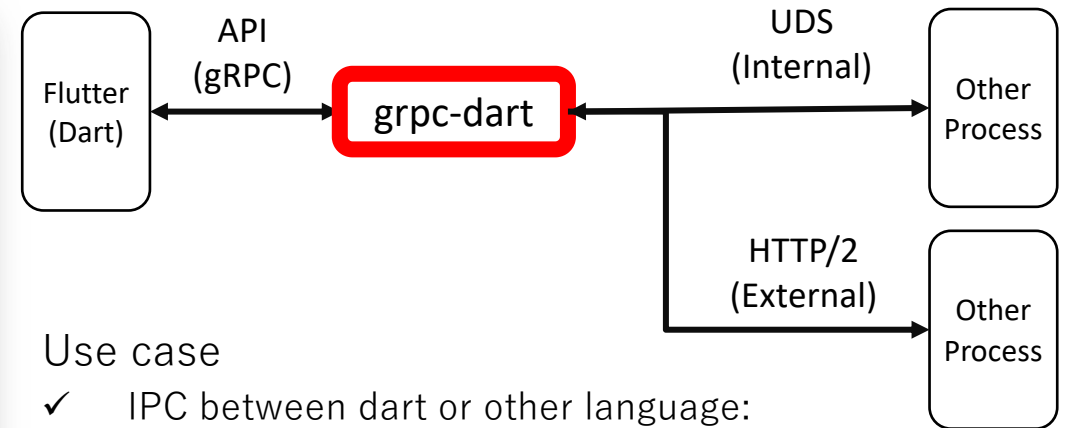 Flutter
(Dart)
API
(gRPC)
grpc-dart
UDS
(Internal)
Other
Process
HTTP/2
(External)
Other
Process
Use case
✓ IPC between dart or other language: